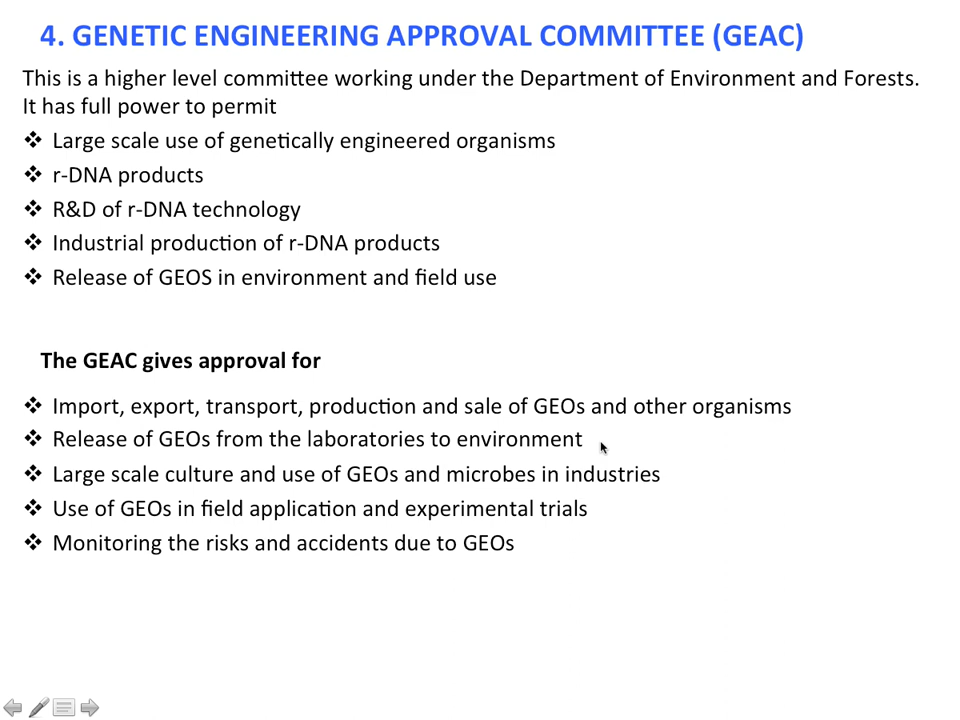 4. GENETIC ENGINEERING APPROVAL COMMITTEE (GEAC)
This is a higher level committee working under the Department of Environment and Forests.
It has full power to permit
❖ Large scale use of genetically engineered organisms
❖ r-DNA products
❖ R&D of r-DNA technology
❖ Industrial production of r-DNA products
❖ Release of GEOS in environment and field use
The GEAC gives approval for
❖ Import, export, transport, production and sale of GEOs and other organisms
❖ Release of GEOs from the laboratories to environment
❖ Large scale culture and use of GEOs and microbes in industries
❖ Use of GEOs in field application and experimental trials
❖ Monitoring the risks and accidents due to GEOs